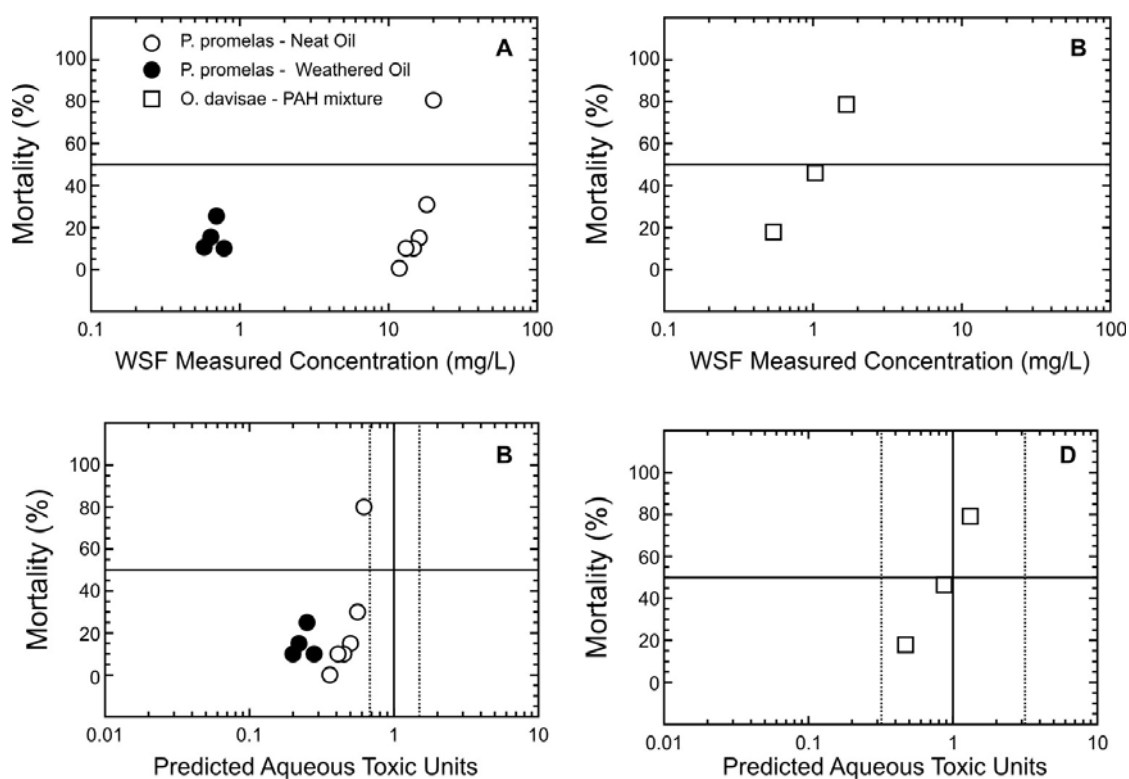 A
P. promelas - Neat Oil
P. promelas - Weathered Oil
O. davisae - PAH mixture
Mortality (%)
100
80
60
40
20
0
0.1 1 10 100
WSF Measured Concentration (mg/L)
B
Mortality (%)
100
80
60
40
20
0
0.1 1 10 100
WSF Measured Concentration (mg/L)
B
Mortality (%)
100
80
60
40
20
0
0.01 0.1 1 10
Predicted Aqueous Toxic Units
D
Mortality (%)
100
80
60
40
20
0
0.01 0.1 1 10
Predicted Aqueous Toxic Units